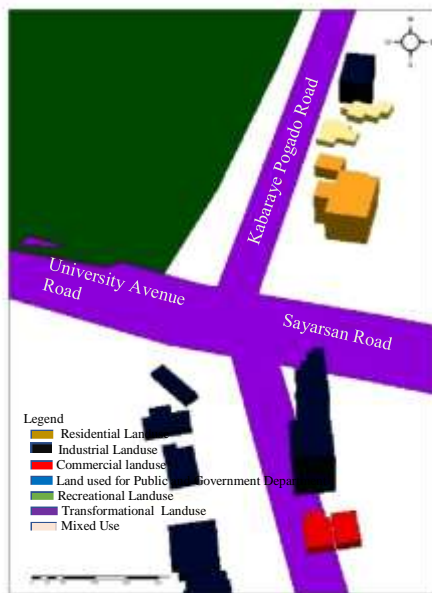 Kabaraye Pogado Road
University Avenue
Road
Sayarsan Road
Legend
Residential Landuse
Industrial Landuse
Commercial landuse
Land used for Public Government Depar
Recreational Landuse
Transformational Landuse
Mixed Use